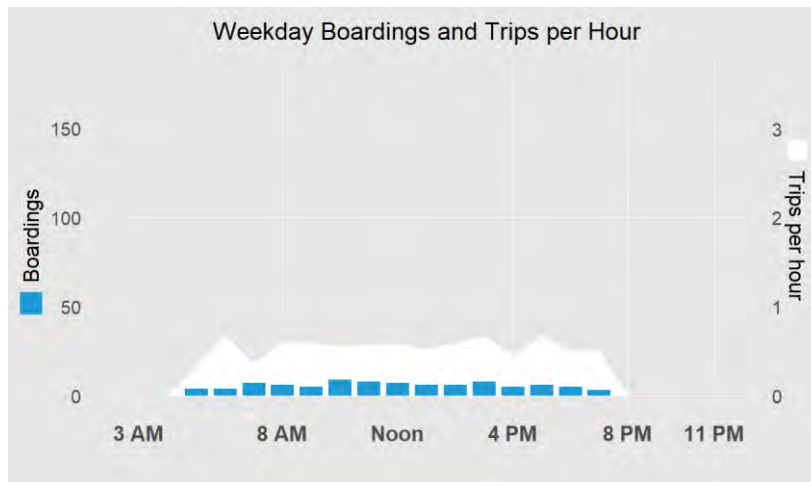 Weekday Boardings and Trips per Hour
150
100
50
0
Boardings
3
2
1
0
Trips per hour
3 AM 8 AM Noon 4 PM 8 PM 11 PM